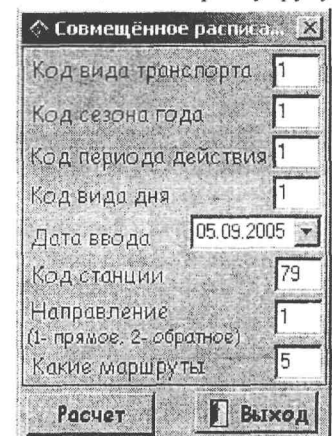 Совмещённое расписа...
Код вида транспорта 1
Код сезона года 1
Код периода действия 1
Код вида дня 1
Дата ввода 05.09.2005
Код станции 79
Направление
(1- прямое, 2- обратное) 1
Какие маршруты 5
Расчет Выход